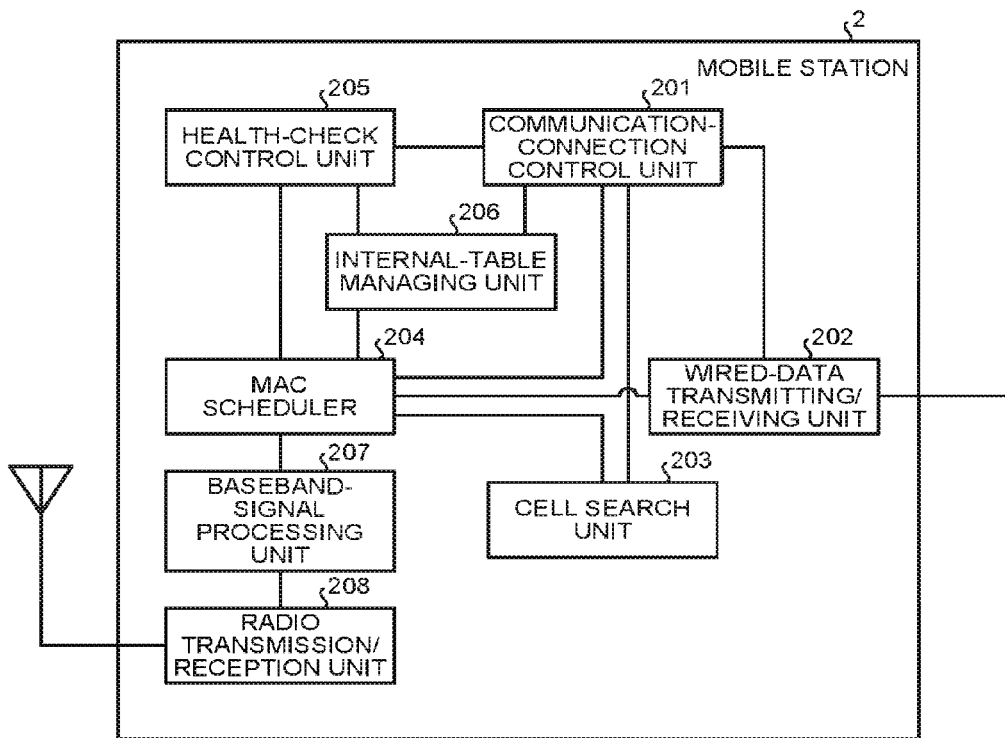 2
MOBILE STATION
205
HEALTH-CHECK
CONTROL UNIT
201
COMMUNICATION-
CONNECTION
CONTROL UNIT
206
INTERNAL-TABLE
MANAGING UNIT
204
MAC
SCHEDULER
202
WIRED-DATA
TRANSMITTING/
RECEIVING UNIT
207
BASEBAND-
SIGNAL
PROCESSING
UNIT
203
CELL SEARCH
UNIT
208
RADIO
TRANSMISSION/
RECEPTION UNIT